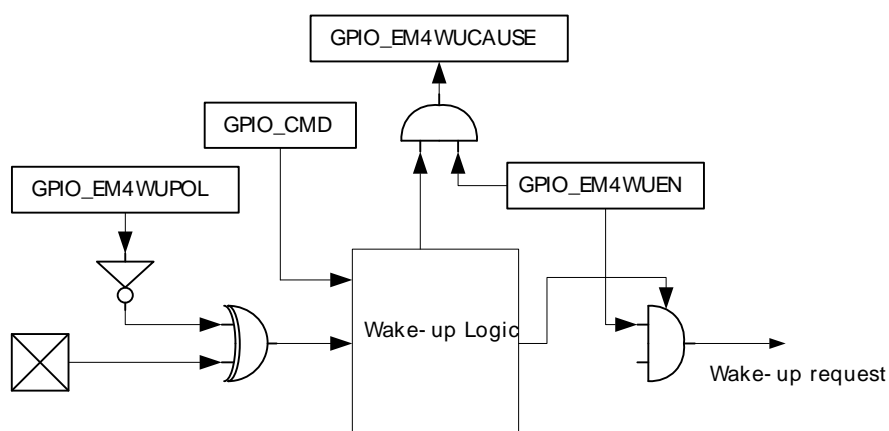 GPIO_EM4WUCAUSE
GPIO_CMD
GPIO_EM4WUPOL
GPIO_EM4WUEN
Wake-up Logic
Wake-up request